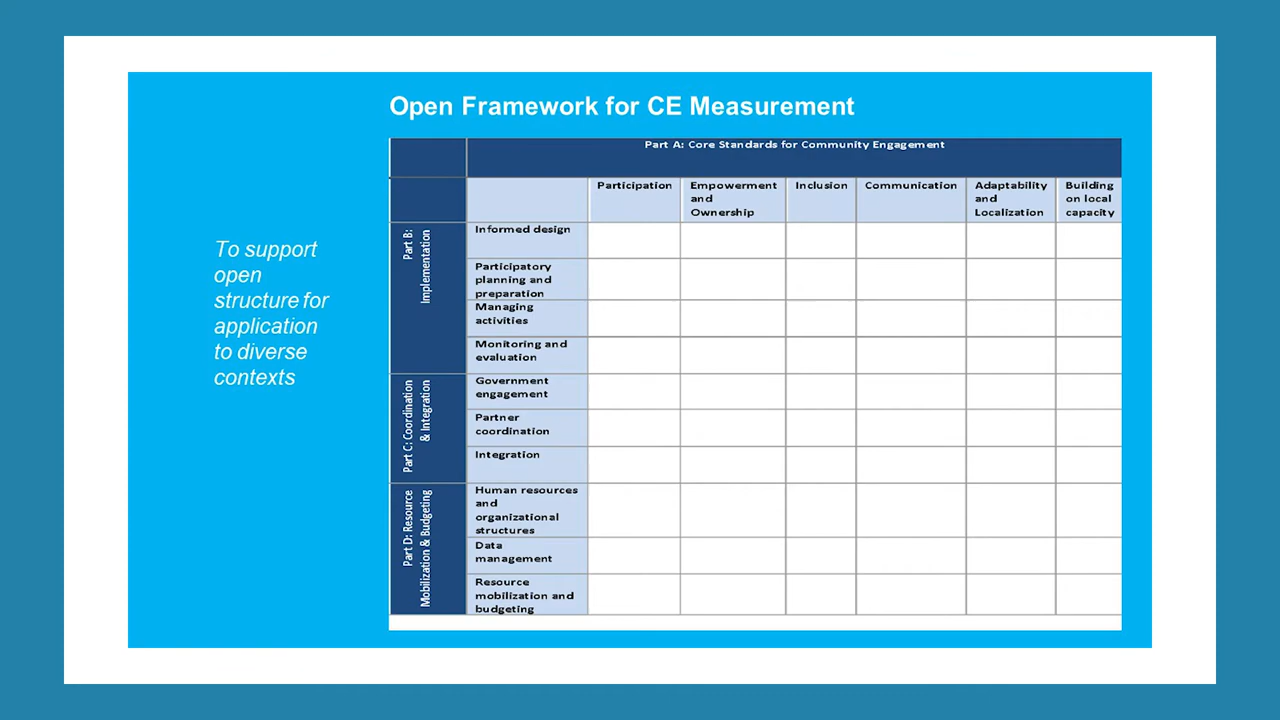 Open Framework for CE Measurement
To support
open
structure for
application
to diverse
contexts
Part A: Core Standards for Community Engagement
Participation
Empowerment
and
Ownership
Inclusion
Communication
Adaptability
and
Localization
Building
on local
capacity
Part B:
Implementation
Informed design
Participatory
planning and
preparation
Managing
activities
Monitoring and
evaluation
Part C: Coordination
& Integration
Government
engagement
Partner
coordination
Integration
Part D: Resource
Mobilization & Budgeting
Human resources
and
organizational
structures
Data
management
Resource
mobilization and
budgeting